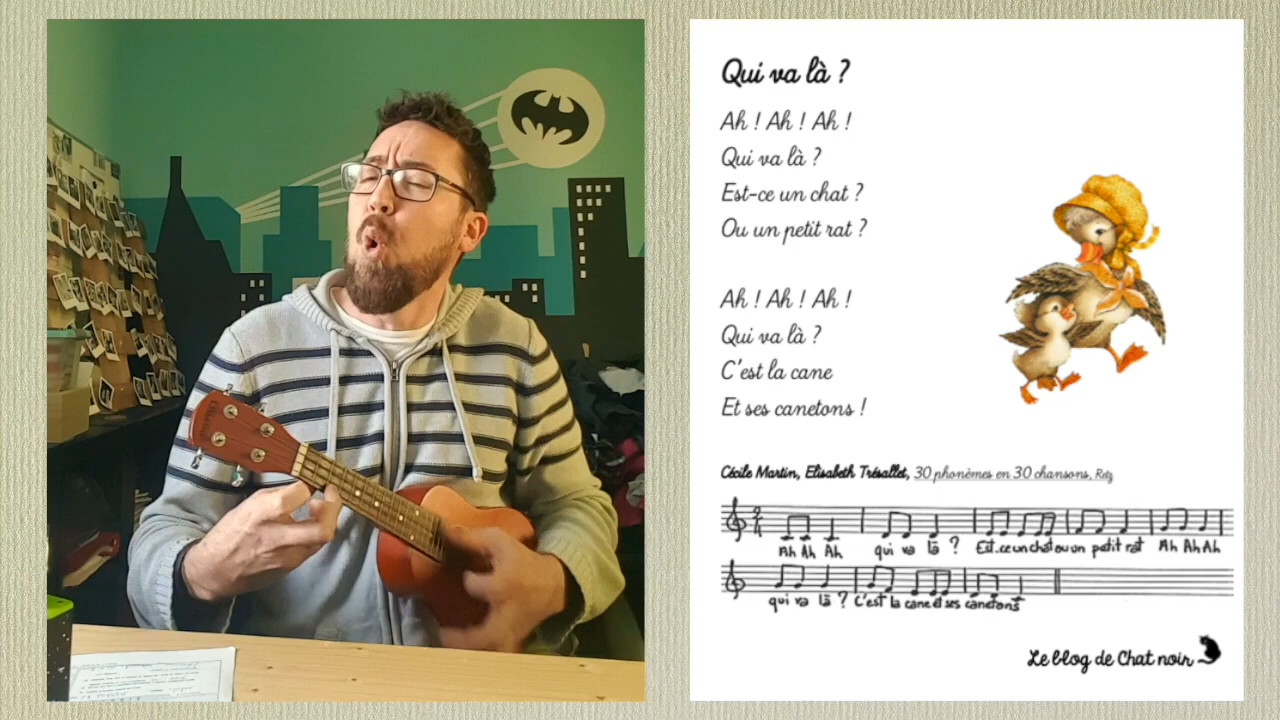 Qui va là ?
Ah ! Ah ! Ah !
Qui va là ?
Est-ce un chat ?
Ou un petit rat ?
Ah ! Ah ! Ah !
Qui va là ?
C'est la cane
Et ses canetons !
Cécile Martin, Elisabeth Trésallet, 30 phonèmes en 30 chansons, Retz
Ah Ah Ah qui va là ? Est-ce un chat ou un petit rat Ah Ah Ah
qui va là ? C'est la cane et ses canetons
Le blog de Chat noir